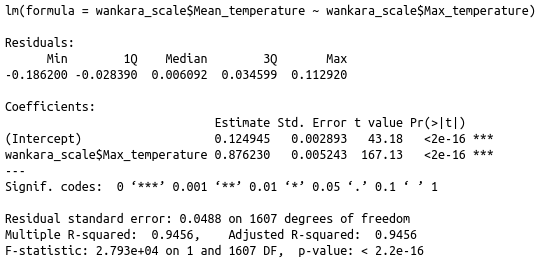 lm(formula = wankara_scale$Mean_temperature ~ wankara_scale$Max_temperature)
Residuals:
Min 1Q Median 3Q Max
-0.186200 -0.028390 0.006092 0.034599 0.112920
Coefficients:
Estimate Std. Error t value Pr(>|t|)
(Intercept) 0.124945 0.002893 43.18 <2e-16 ***
wankara_scale$Max_temperature 0.876230 0.005243 167.13 <2e-16 ***
---
Signif. codes: 0 ‘***’ 0.001 ‘**’ 0.01 ‘*’ 0.05 ‘.’ 0.1 ‘ ’ 1
Residual standard error: 0.0488 on 1607 degrees of freedom
Multiple R-squared: 0.9456, Adjusted R-squared: 0.9456
F-statistic: 2.793e+04 on 1 and 1607 DF, p-value: < 2.2e-16